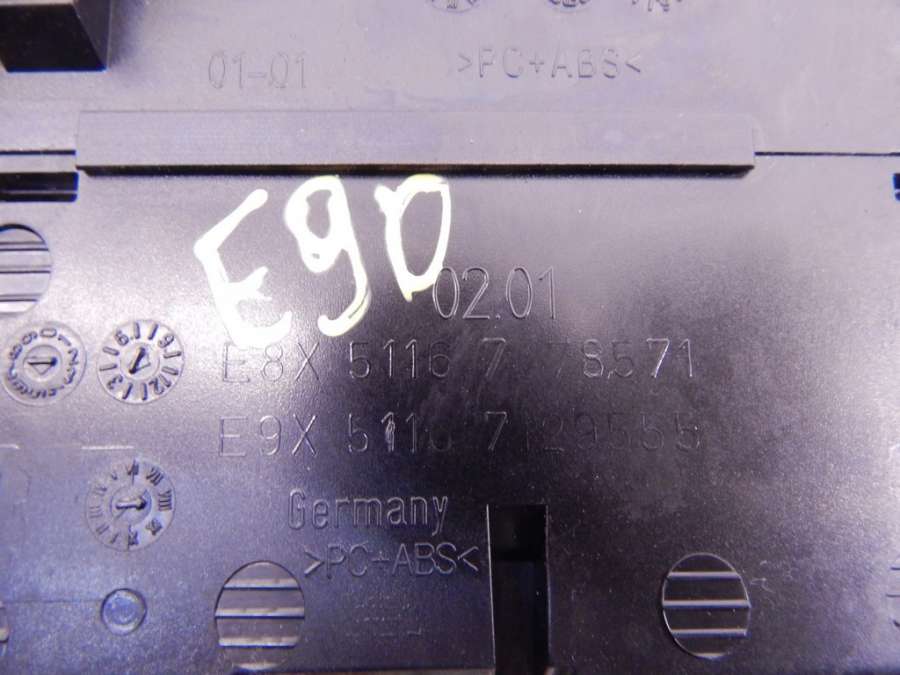 01-01
>PC+ABS<
E90
02.01
E8X 5116 7 78571
E9X 5116 7129555
Germany
>PC+ABS<